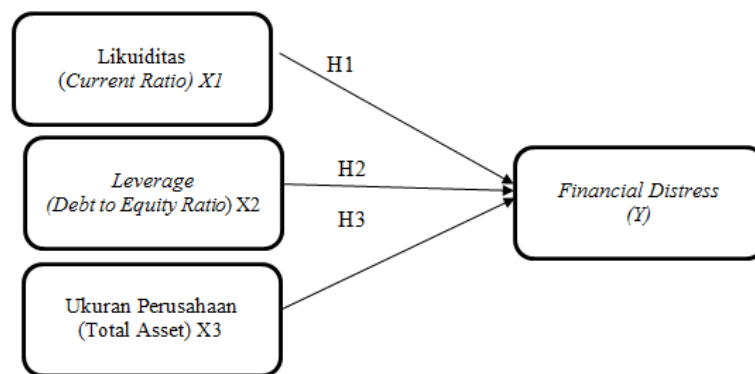 Likuiditas
(Current Ratio) X1
H1
Leverage
(Debt to Equity Ratio) X2
H2
H3
Ukuran Perusahaan
(Total Asset) X3
Financial Distress
(Y)